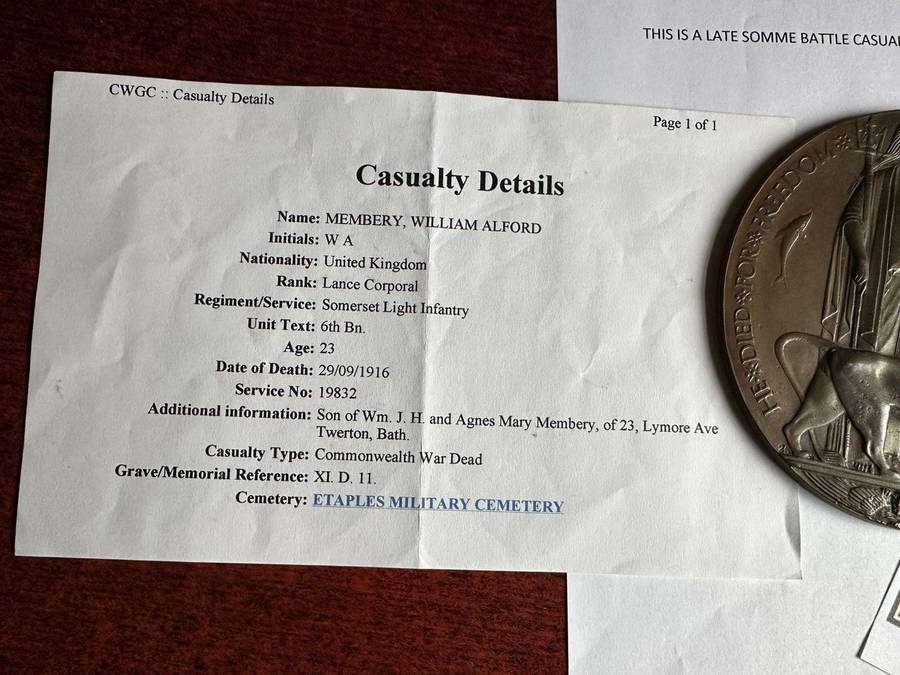 THIS IS A LATE SOMME BATTLE
CWGC :: Casualty Details
Page 1 of 1
Casualty Details
Name: MEMBERY, WILLIAM ALFORD
Initials: W A
Nationality: United Kingdom
Rank: Lance Corporal
Regiment/Service: Somerset Light Infantry
Unit Text: 6th Bn.
Age: 23
Date of Death: 29/09/1916
Service No: 19832
Additional information: Son of Wm. J. H. and Agnes Mary Membery, of 23, Lymore Ave
Twerton, Bath.
Casualty Type: Commonwealth War Dead
Grave/Memorial Reference: XI. D. 11.
Cemetery: ETAPLES MILITARY CEMETERY
HE DIED FOR FREEDOM